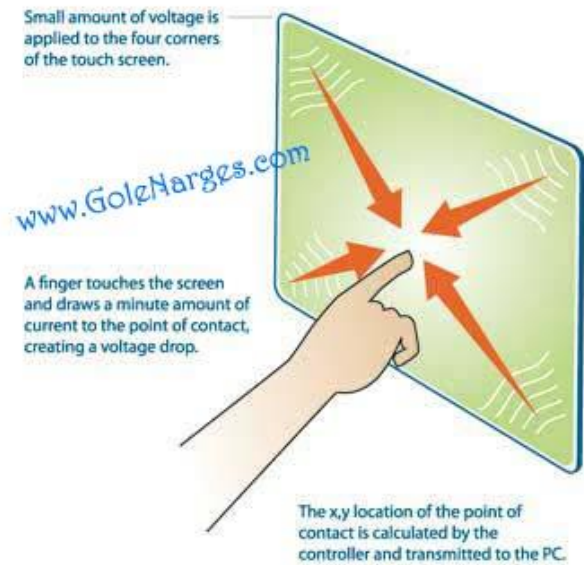 Small amount of voltage is
applied to the four corners
of the touch screen.
www.GoleNarges.com
A finger touches the screen
and draws a minute amount of
current to the point of contact,
creating a voltage drop.
The x,y location of the point of
contact is calculated by the
controller and transmitted to the PC.